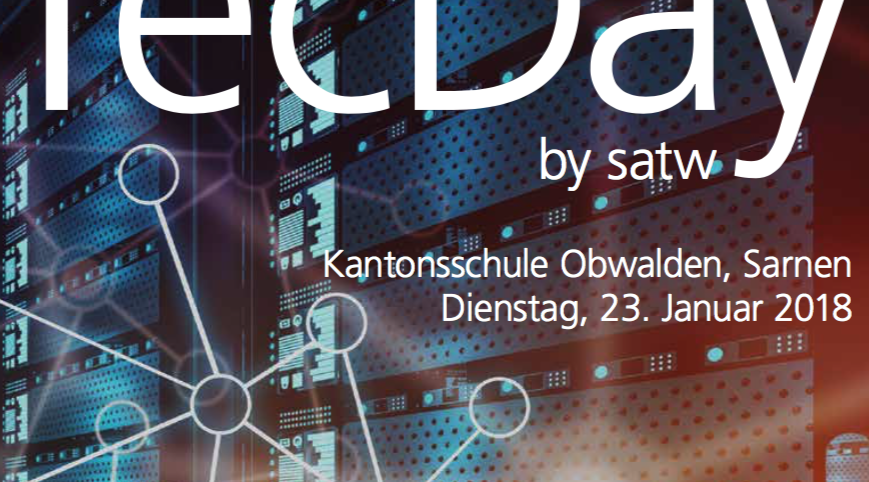 TecDay
by satw
Kantonsschule Obwalden, Sarnen
Dienstag, 23. Januar 2018